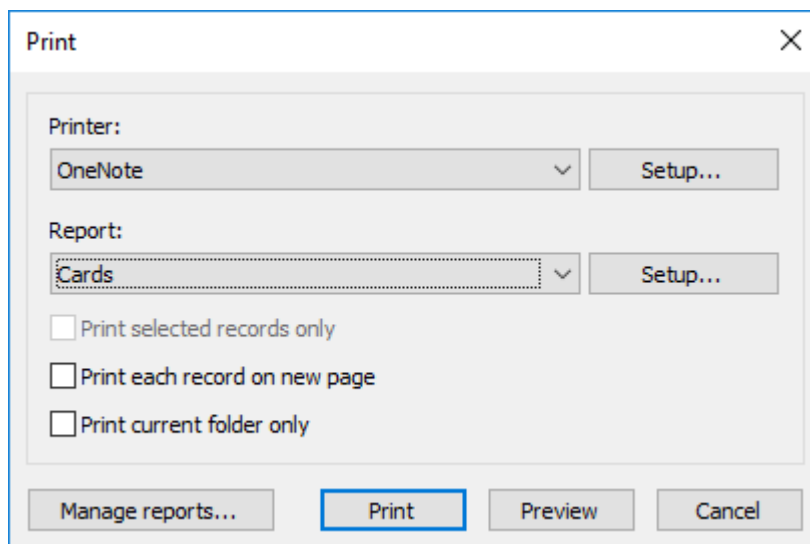 Print
Printer:
OneNote
Setup...
Report:
Cards
Setup...
Print selected records only
Print each record on new page
Print current folder only
Manage reports...
Print
Preview
Cancel